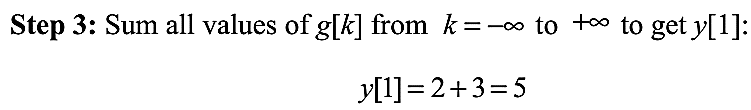 Step 3: Sum all values of g[k] from k = −∞ to +∞ to get y[1]:
y[1] = 2 + 3 = 5